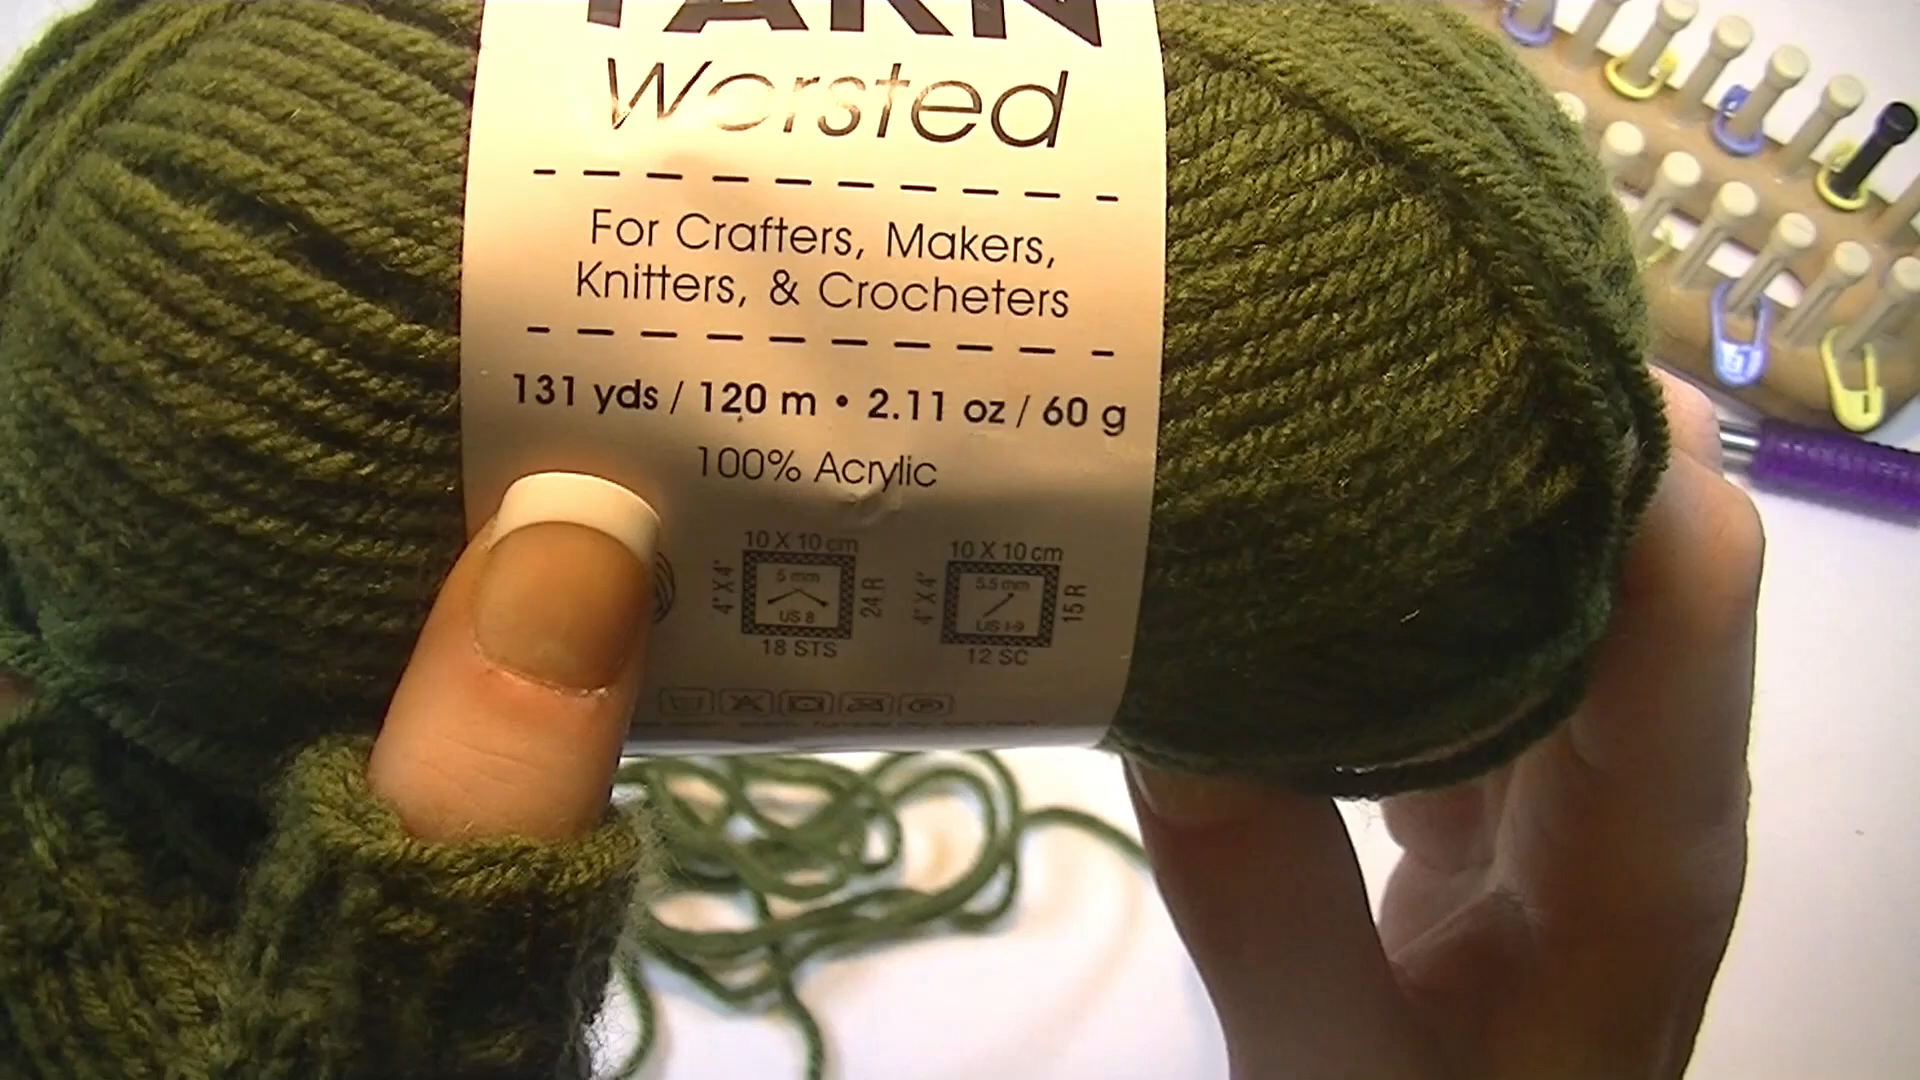 YARN
Worsted
For Crafters, Makers,
Knitters, & Crocheters
131 yds / 120 m • 2.11 oz / 60 g
100% Acrylic
10 X 10 cm
4" X 4"
5 mm
US 8
24 R
18 STS
10 X 10 cm
4" X 4"
5.5 mm
US I-9
15 R
12 SC